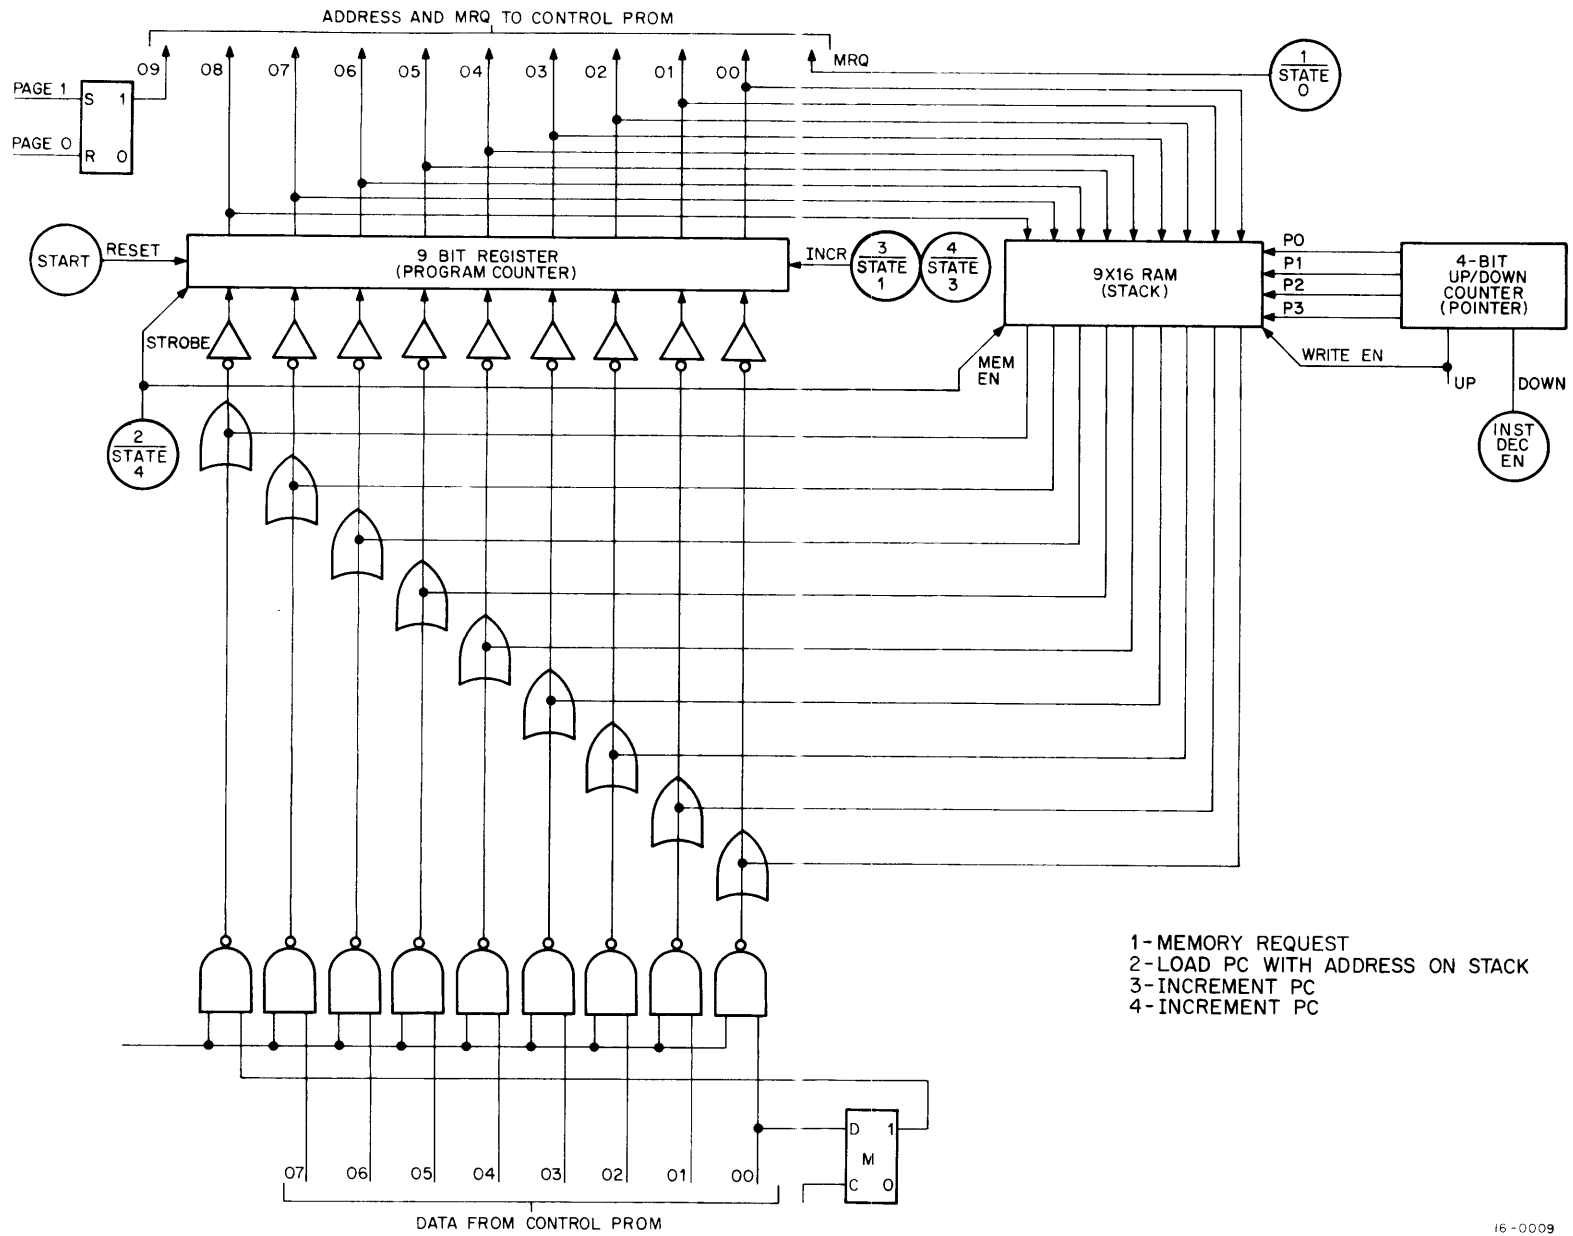 ADDRESS AND MRQ TO CONTROL PROM
09 08 07 06 05 04 03 02 01 00 MRQ
1
STATE
0
PAGE 1
S 1
PAGE 0
R 0
START
RESET
9 BIT REGISTER
(PROGRAM COUNTER)
INCR
3
STATE
1
4
STATE
3
9X16 RAM
(STACK)
P0
P1
P2
P3
4-BIT
UP/DOWN
COUNTER
(POINTER)
STROBE
MEM
EN
WRITE EN
UP
DOWN
2
STATE
4
INST
DEC
EN
1-MEMORY REQUEST
2-LOAD PC WITH ADDRESS ON STACK
3-INCREMENT PC
4-INCREMENT PC
D 1
M
C 0
07 06 05 04 03 02 01 00
DATA FROM CONTROL PROM
16-0009